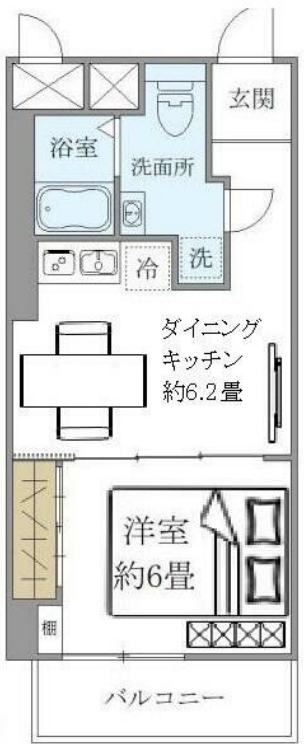 玄関
浴室
洗面所
洗
冷
ダイニング
キッチン
約6.2畳
洋室
約6畳
棚
バルコニー